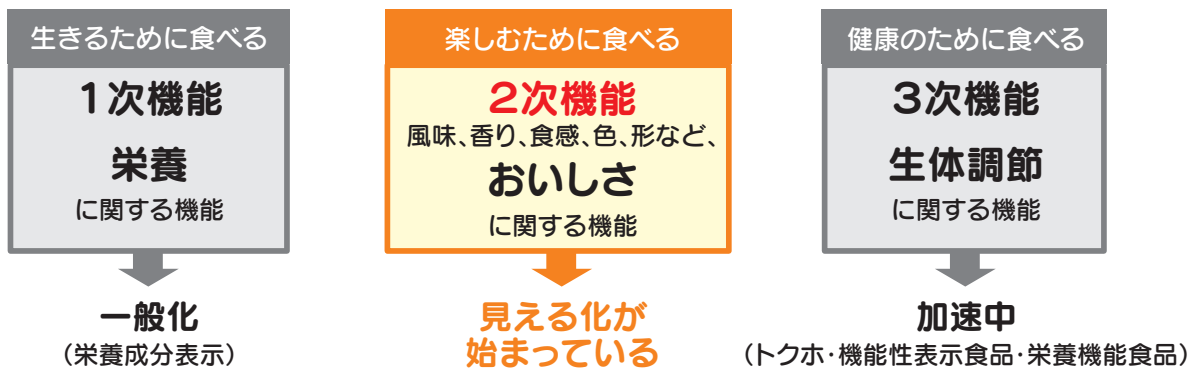 生きるために食べる
1次機能
栄養
に関する機能
一般化
（栄養成分表示）
楽しむために食べる
2次機能
風味、香り、食感、色、形など、
おいしさ
に関する機能
見える化が
始まっている
健康のために食べる
3次機能
生体調節
に関する機能
加速中
（トクホ・機能性表示食品・栄養機能食品）